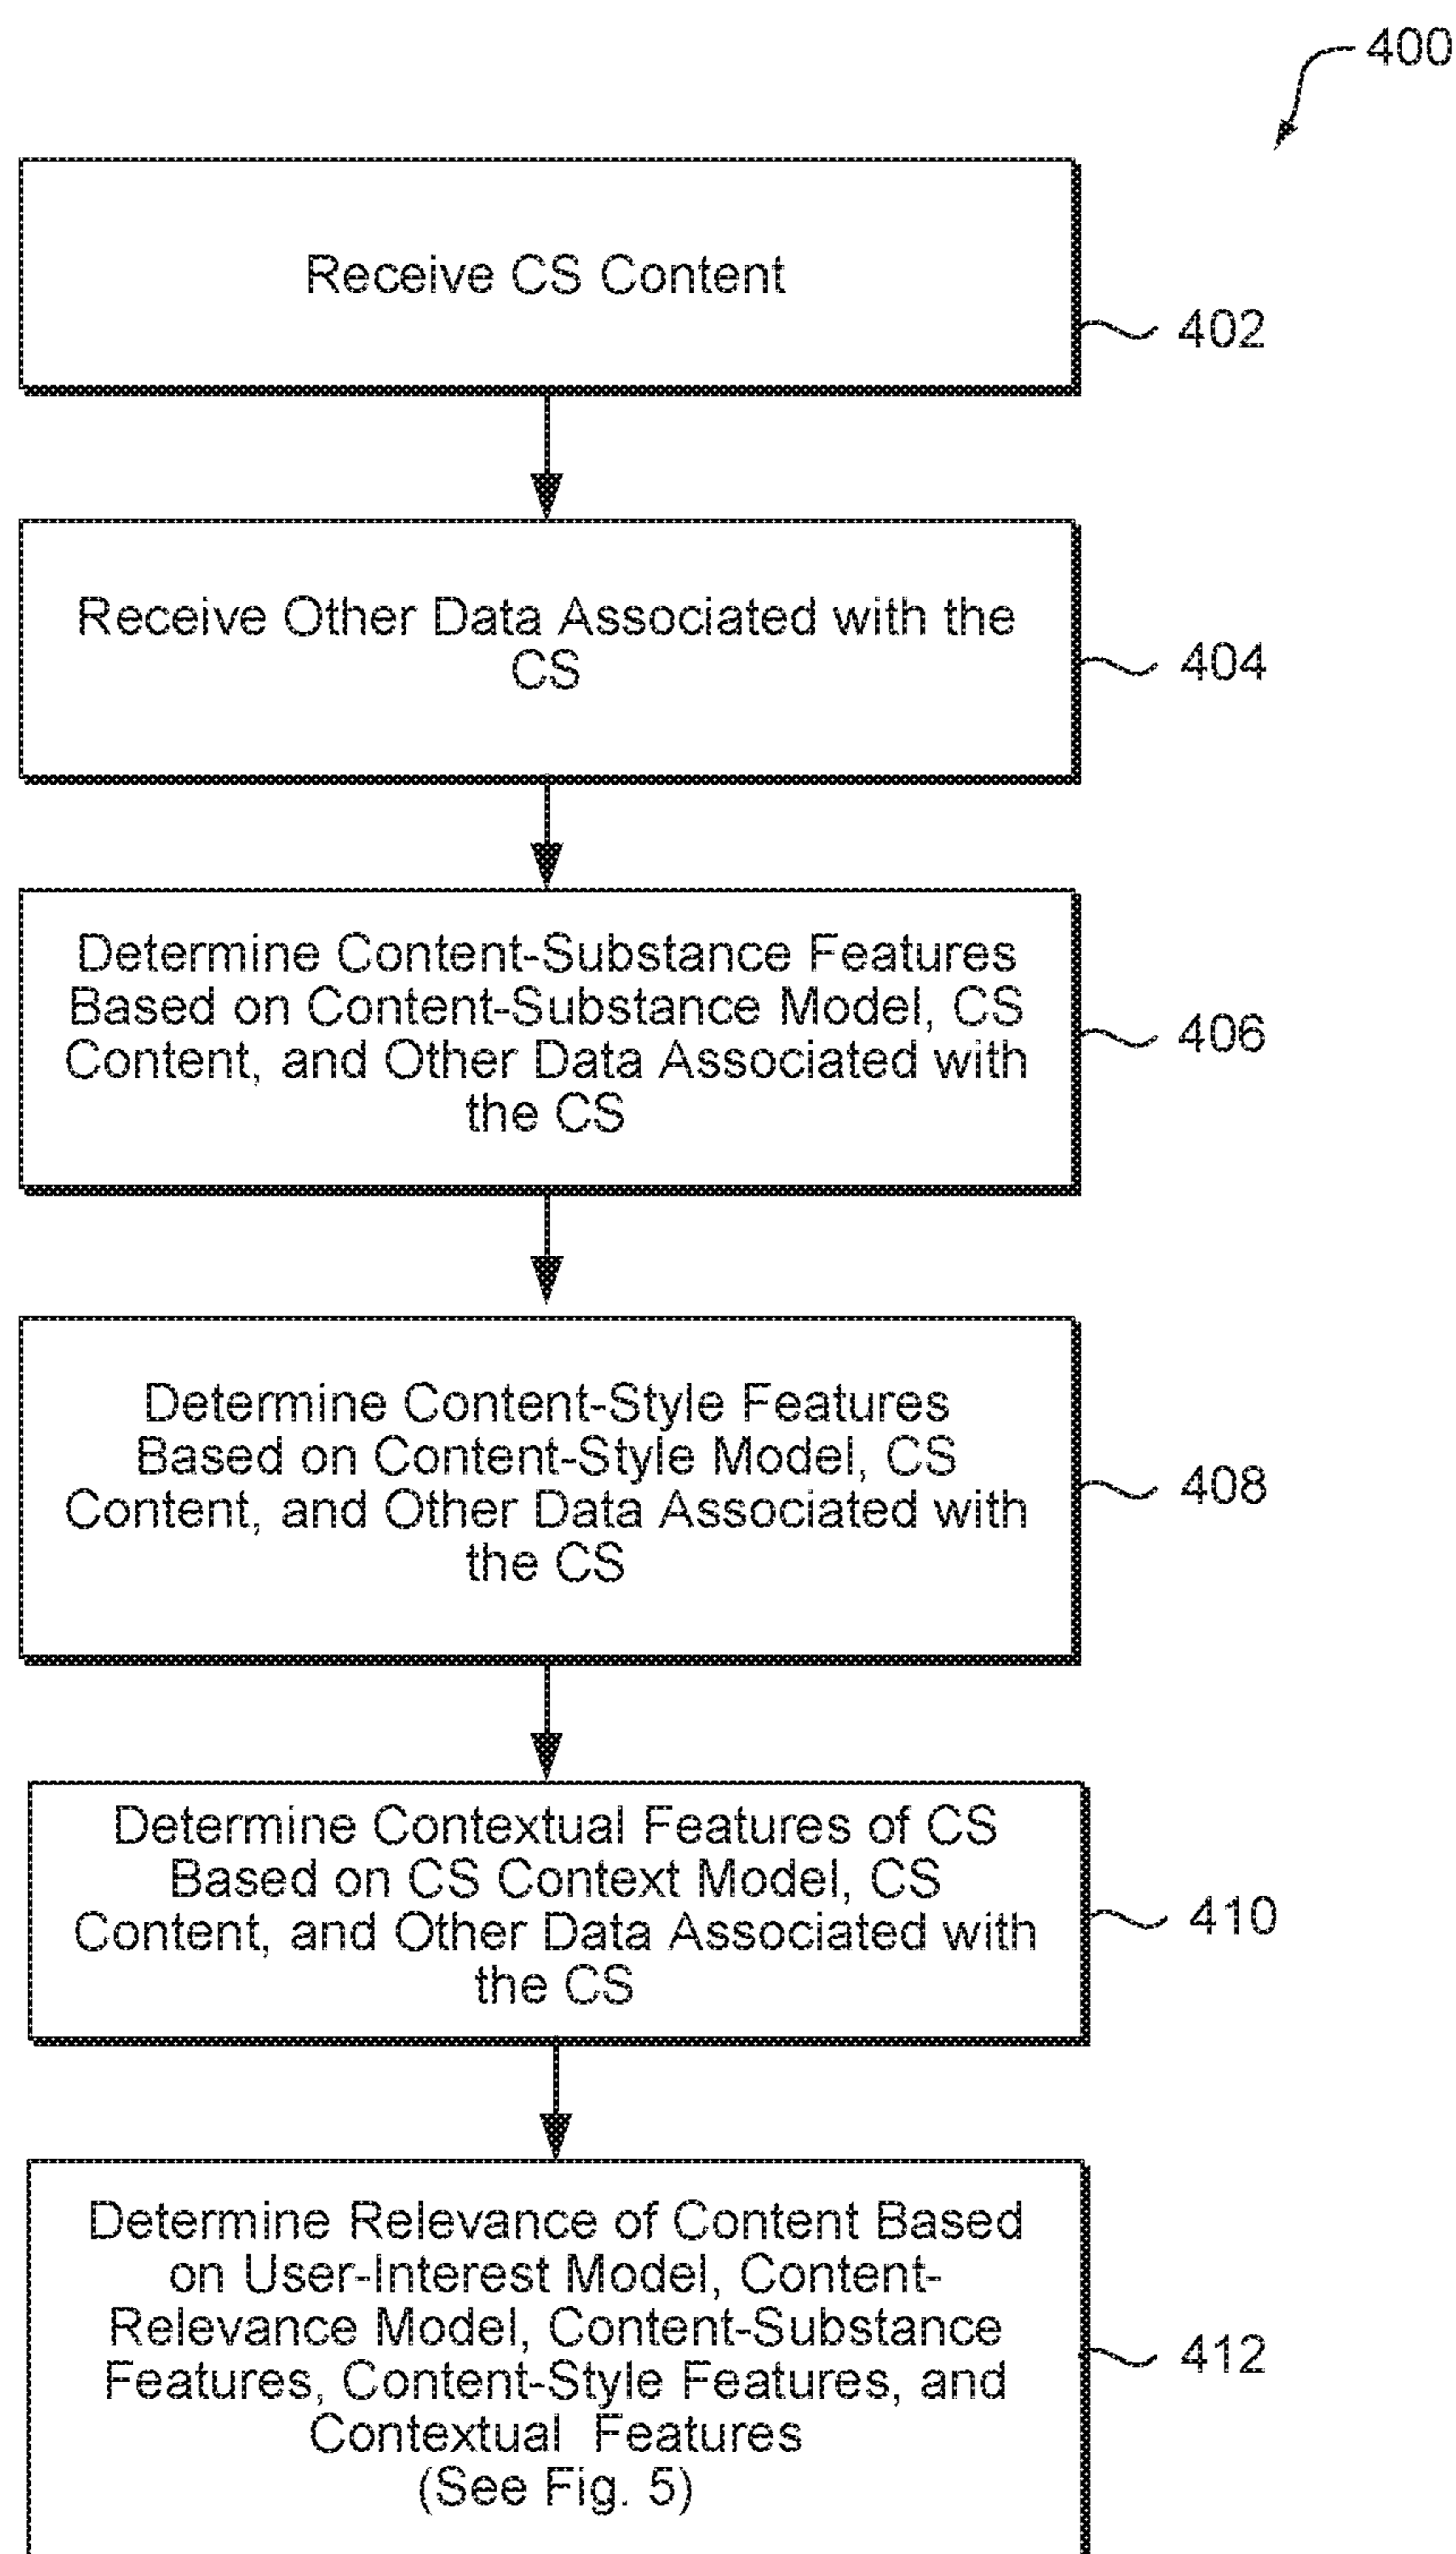 400
Receive CS Content
402
Receive Other Data Associated with the
CS
404
Determine Content-Substance Features
Based on Content-Substance Model, CS
Content, and Other Data Associated with
the CS
406
Determine Content-Style Features
Based on Content-Style Model, CS
Content, and Other Data Associated with
the CS
408
Determine Contextual Features of CS
Based on CS Context Model, CS
Content, and Other Data Associated with
the CS
410
Determine Relevance of Content Based
on User-Interest Model, Content-
Relevance Model, Content-Substance
Features, Content-Style Features, and
Contextual Features
(See Fig. 5)
412